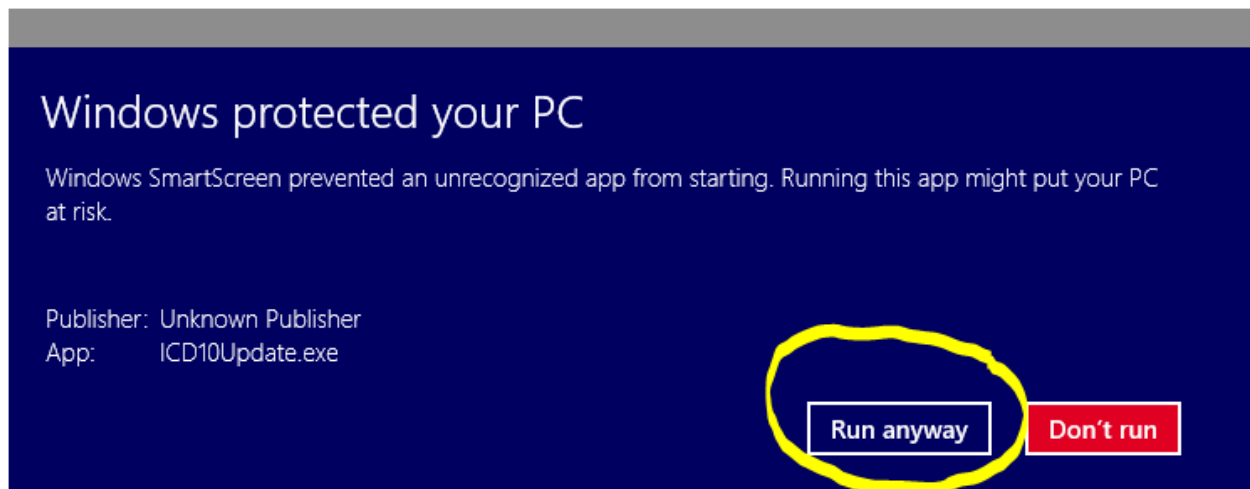 Windows protected your PC
Windows SmartScreen prevented an unrecognized app from starting. Running this app might put your PC
at risk.
Publisher: Unknown Publisher
App: ICD10Update.exe
Run anyway Don't run